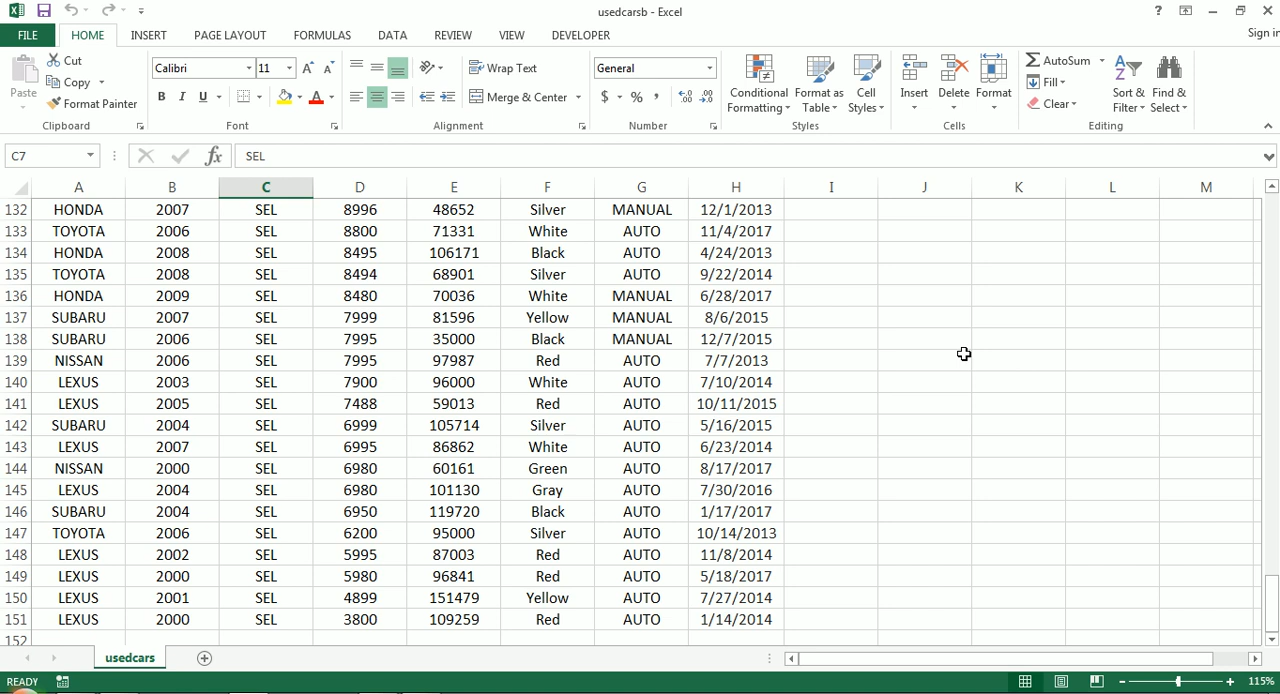 usedcarsb - Excel
?
FILE HOME INSERT PAGE LAYOUT FORMULAS DATA REVIEW VIEW DEVELOPER Sign in
Paste Cut Copy Format Painter Clipboard
Calibri 11 A A B I U A Font
Wrap Text Merge & Center Alignment
General $ % , Number
Conditional Formatting Format as Table Cell Styles Styles
Insert Delete Format Cells
AutoSum Fill Clear Sort & Filter Find & Select Editing
C7 fx SEL
A B C D E F G H I J K L M
132 HONDA 2007 SEL 8996 48652 Silver MANUAL 12/1/2013
133 TOYOTA 2006 SEL 8800 71331 White AUTO 11/4/2017
134 HONDA 2008 SEL 8495 106171 Black AUTO 4/24/2013
135 TOYOTA 2008 SEL 8494 68901 Silver AUTO 9/22/2014
136 HONDA 2009 SEL 8480 70036 White MANUAL 6/28/2017
137 SUBARU 2007 SEL 7999 81596 Yellow MANUAL 8/6/2015
138 SUBARU 2006 SEL 7995 35000 Black MANUAL 12/7/2015
139 NISSAN 2006 SEL 7995 97987 Red AUTO 7/7/2013
140 LEXUS 2003 SEL 7900 96000 White AUTO 7/10/2014
141 LEXUS 2005 SEL 7488 59013 Red AUTO 10/11/2015
142 SUBARU 2004 SEL 6999 105714 Silver AUTO 5/16/2015
143 LEXUS 2007 SEL 6995 86862 White AUTO 6/23/2014
144 NISSAN 2000 SEL 6980 60161 Green AUTO 8/17/2017
145 LEXUS 2004 SEL 6980 101130 Gray AUTO 7/30/2016
146 SUBARU 2004 SEL 6950 119720 Black AUTO 1/17/2017
147 TOYOTA 2006 SEL 6200 95000 Silver AUTO 10/14/2013
148 LEXUS 2002 SEL 5995 87003 Red AUTO 11/8/2014
149 LEXUS 2000 SEL 5980 96841 Red AUTO 5/18/2017
150 LEXUS 2001 SEL 4899 151479 Yellow AUTO 7/27/2014
151 LEXUS 2000 SEL 3800 109259 Red AUTO 1/14/2014
152
usedcars
READY 115%